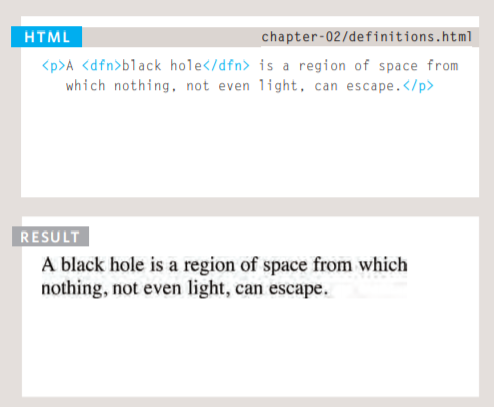 HTML
chapter-02/definitions.html
<p>A <dfn>black hole</dfn> is a region of space from
which nothing, not even light, can escape.</p>
RESULT
A black hole is a region of space from which
nothing, not even light, can escape.